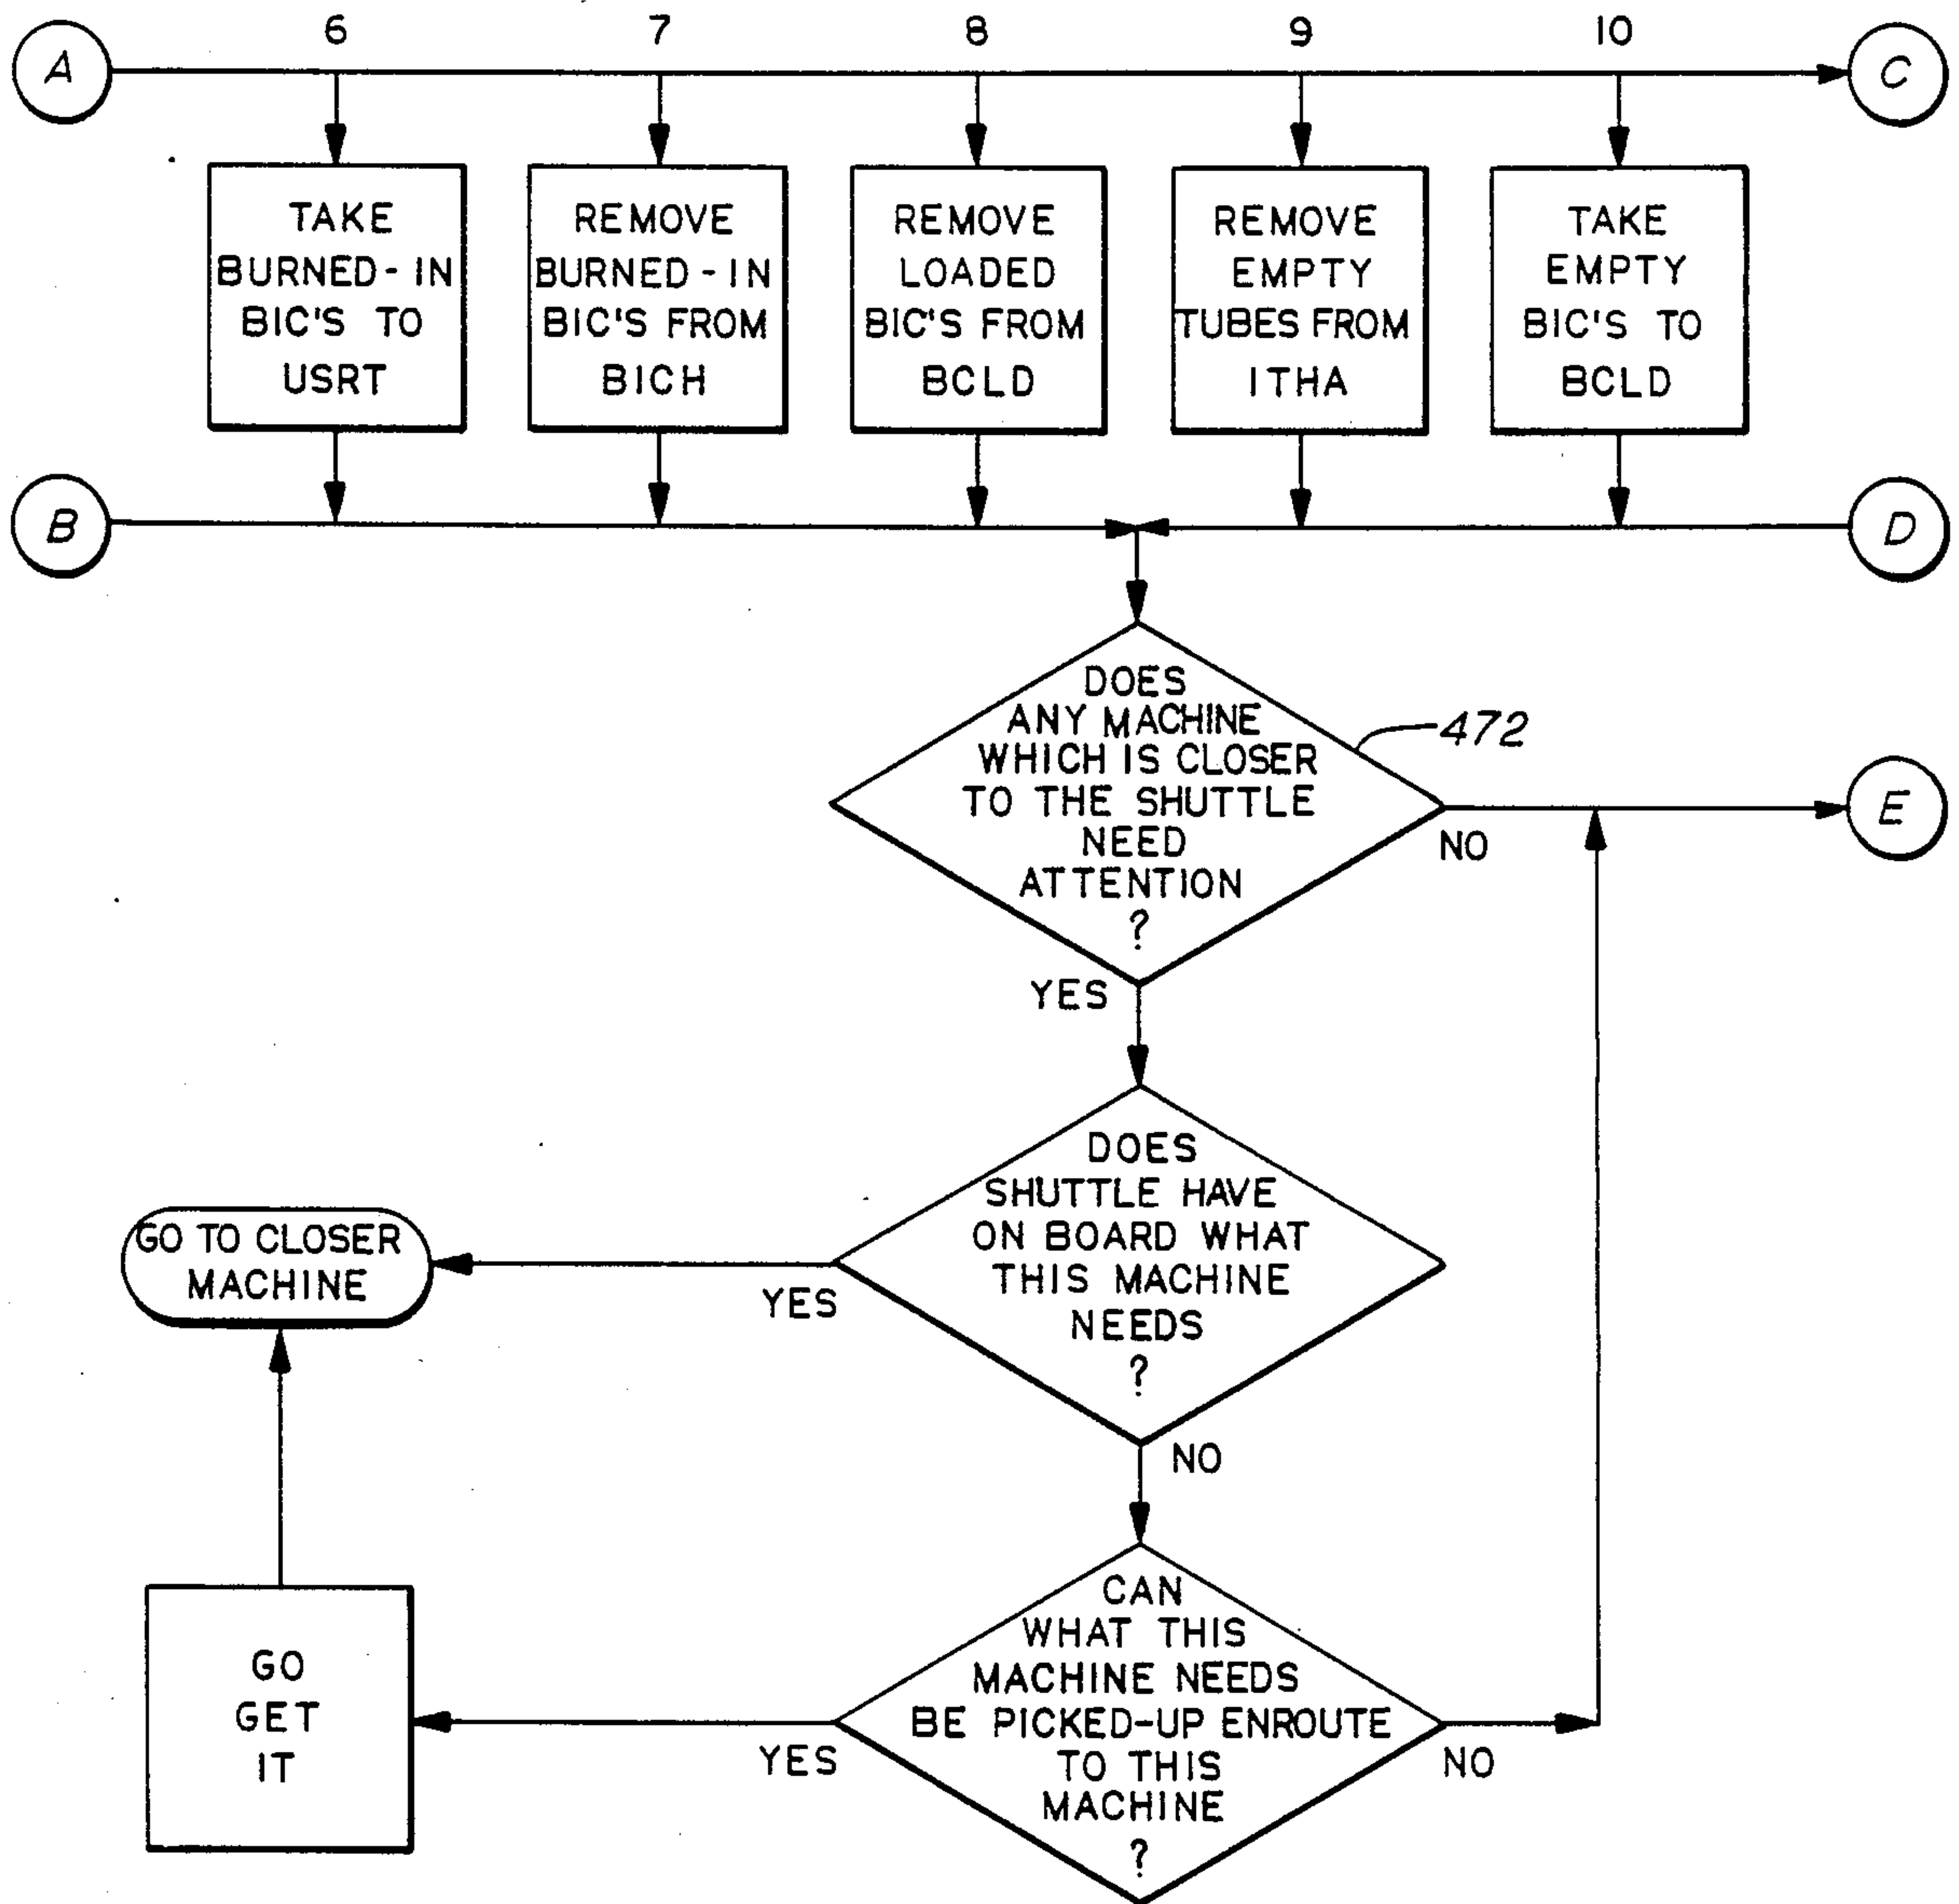 6 7 8 9 10
A
C
TAKE
BURNED-IN
BIC'S TO
USRT
REMOVE
BURNED-IN
BIC'S FROM
BICH
REMOVE
LOADED
BIC'S FROM
BCLD
REMOVE
EMPTY
TUBES FROM
ITHA
TAKE
EMPTY
BIC'S TO
BCLD
B
D
DOES
ANY MACHINE
WHICH IS CLOSER
TO THE SHUTTLE
NEED
ATTENTION
?
472
NO
E
YES
DOES
SHUTTLE HAVE
ON BOARD WHAT
THIS MACHINE
NEEDS
?
YES
GO TO CLOSER
MACHINE
NO
CAN
WHAT THIS
MACHINE NEEDS
BE PICKED-UP ENROUTE
TO THIS
MACHINE
?
YES
NO
GO
GET
IT